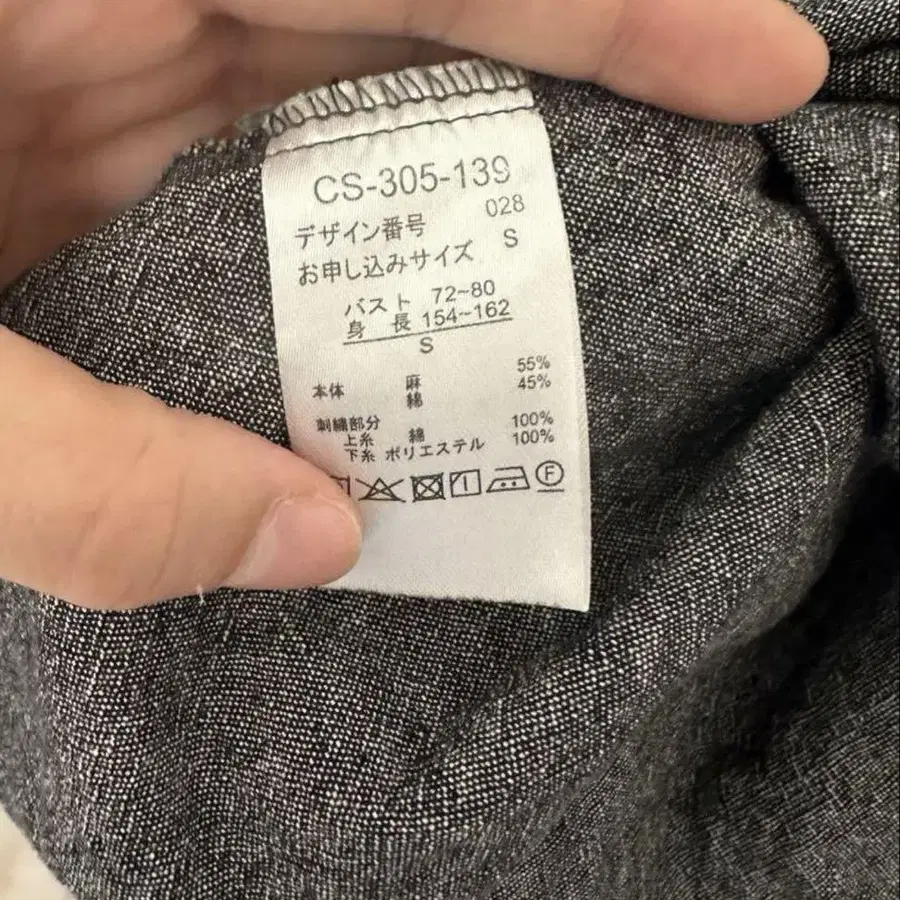 CS-305-139
デザイン番号 028
お申し込みサイズ S
バスト 72~80
身 長 154~162
S
55%
本体 麻 45%
綿
刺繍部分
上糸 綿 100%
下糸 ポリエステル 100%
F